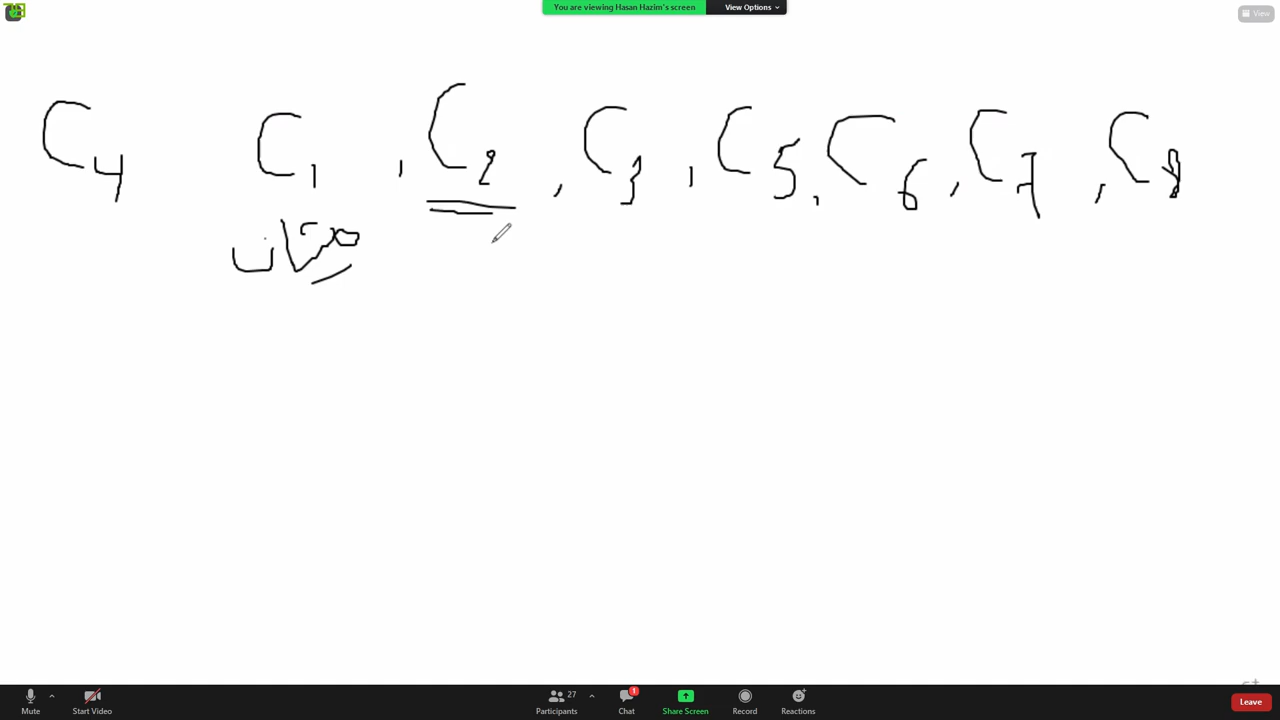 You are viewing Hasan Hazim's screen View Options
View
C4 C1 , C2 , C3 , C5 , C6 , C7 , C8
Mute Start Video Participants 27 Chat 1 Share Screen Record Reactions Leave